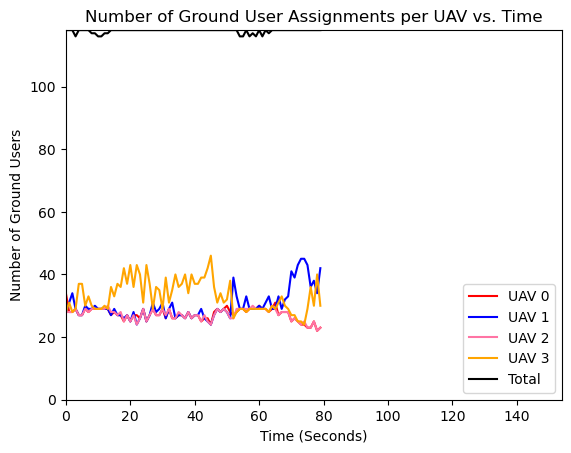 Number of Ground User Assignments per UAV vs. Time
Number of Ground Users
100
80
60
40
20
0
0 20 40 60 80 100 120 140
Time (Seconds)
UAV 0
UAV 1
UAV 2
UAV 3
Total